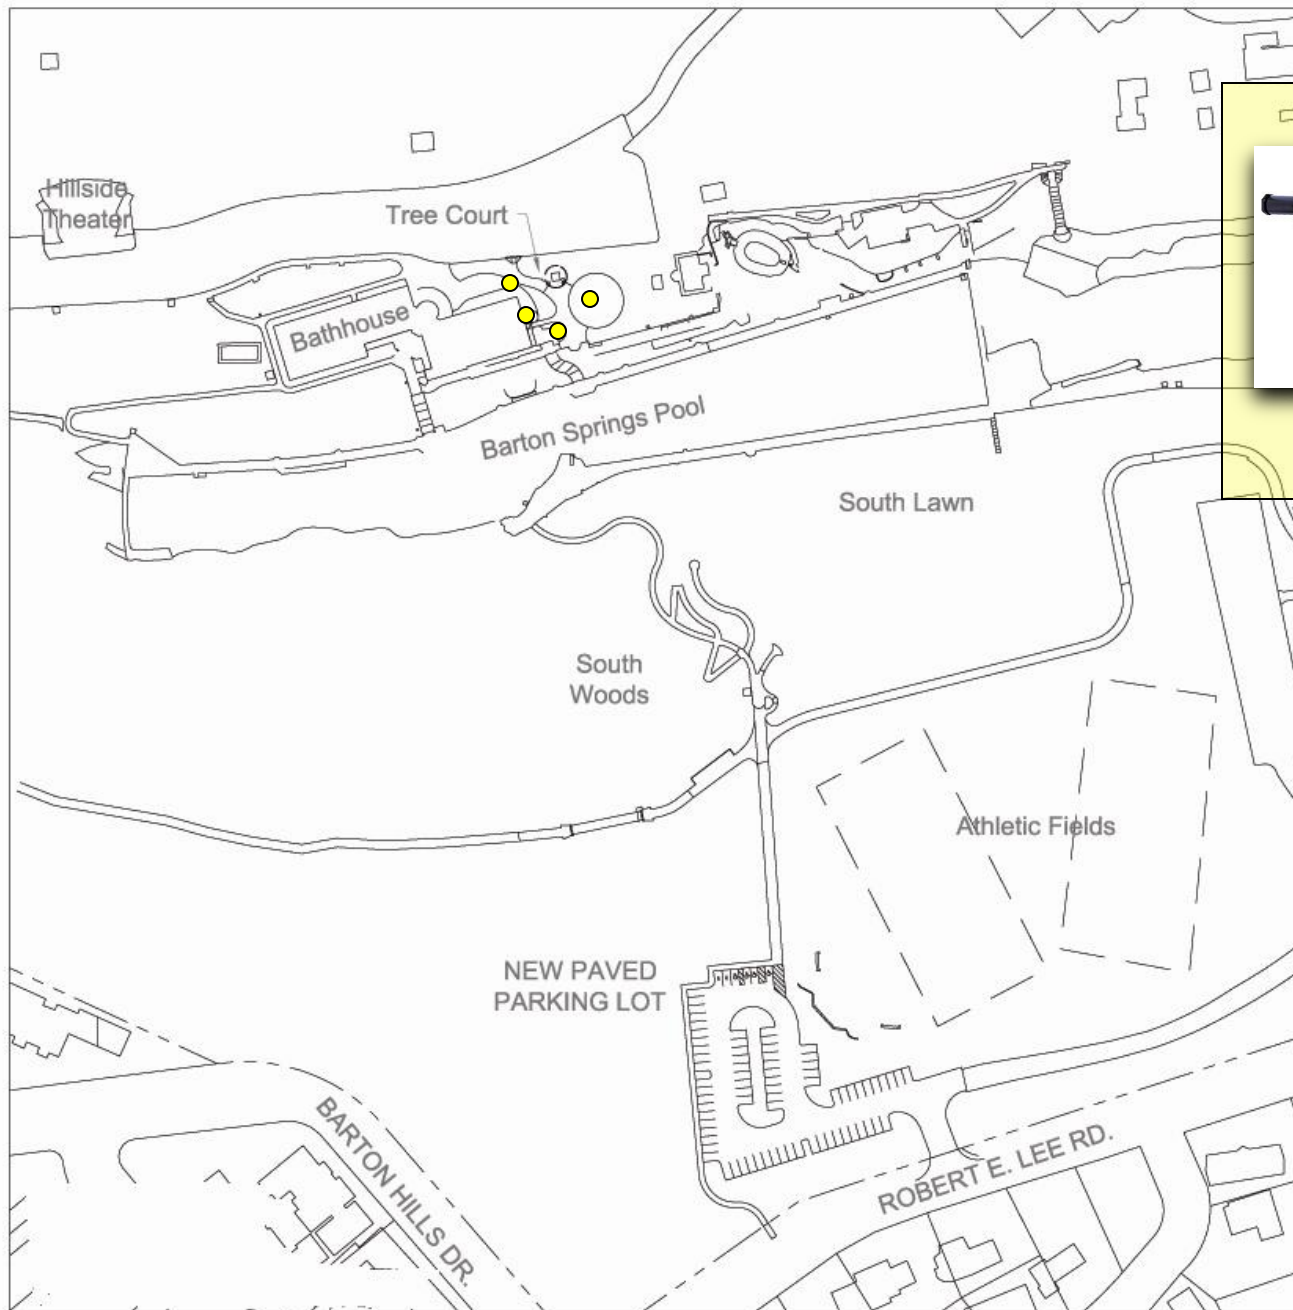 Hillside
Theater
Tree Court
Bathhouse
Barton Springs Pool
South Lawn
South
Woods
Athletic Fields
NEW PAVED
PARKING LOT
BARTON HILLS DR.
ROBERT E. LEE RD.